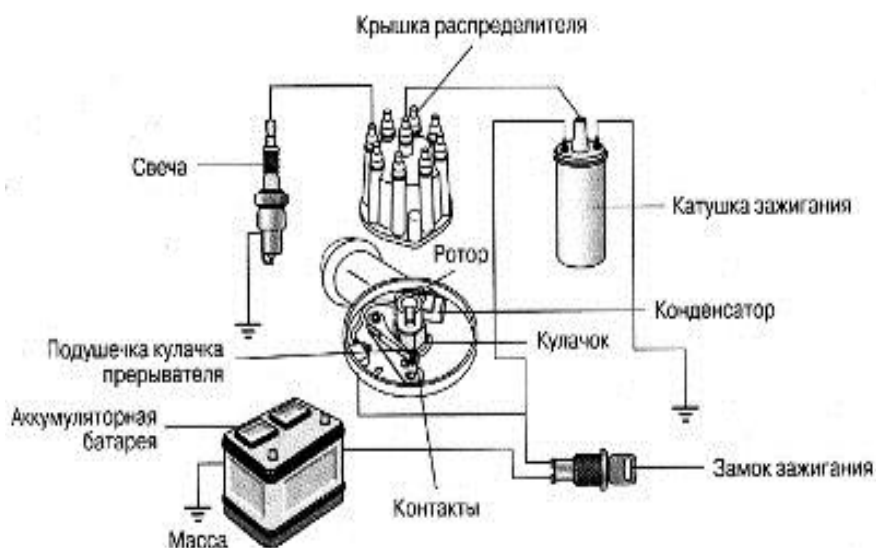 Крышка распределителя
Свеча
Катушка зажигания
Ротор
Конденсатор
Кулачок
Подушечка кулачка
прерывателя
Аккумуляторная
батарея
Замок зажигания
Контакты
Масса